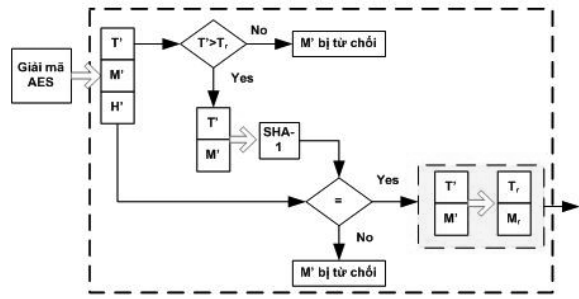 Giải mã
AES
T'
M'
H'
T'>Tr
No
M' bị từ chối
Yes
T'
M'
SHA-
1
=
Yes
No
M' bị từ chối
T'
M'
Tr
Mr